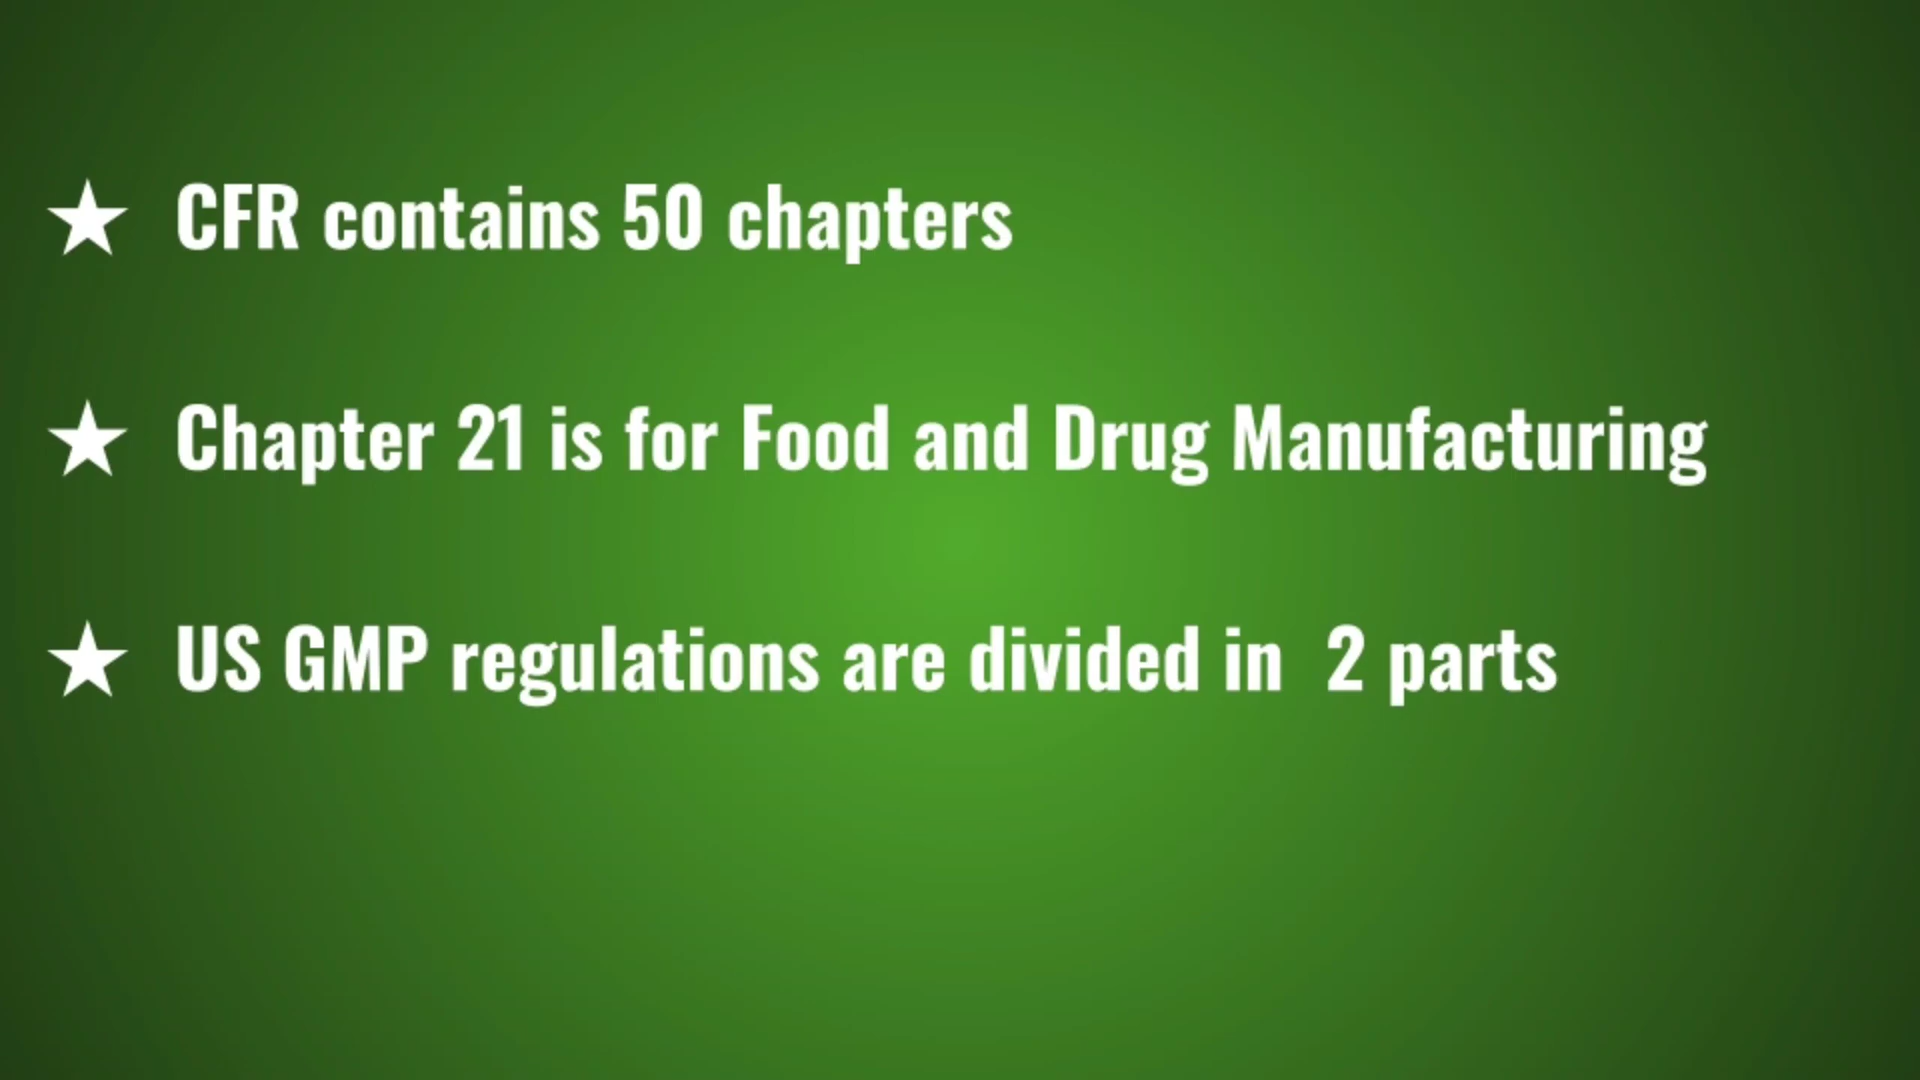 ★ CFR contains 50 chapters
★ Chapter 21 is for Food and Drug Manufacturing
★ US GMP regulations are divided in  2 parts